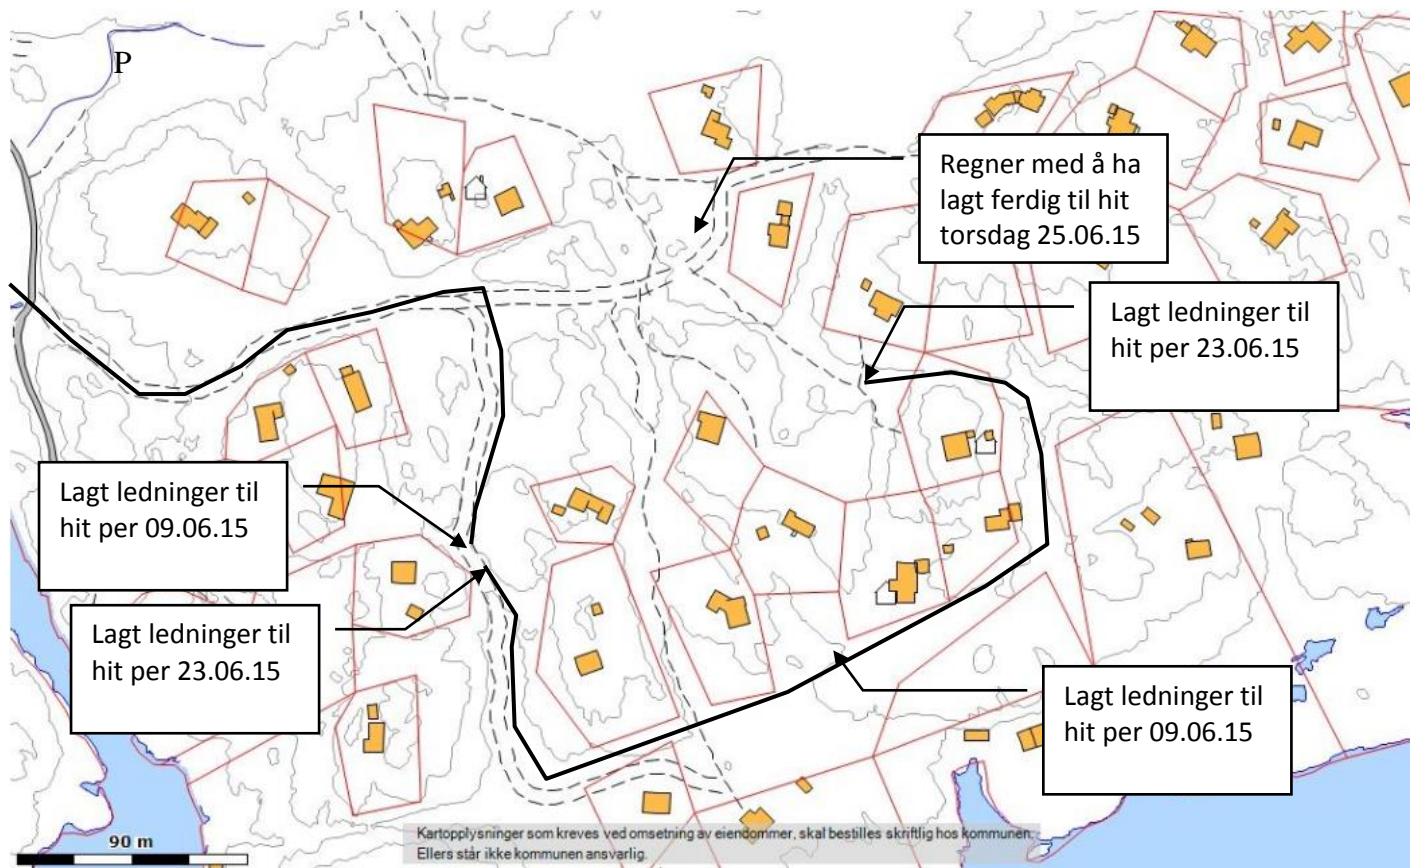 P
Regner med å ha
lagt ferdig til hit
torsdag 25.06.15
Lagt ledninger til
hit per 23.06.15
Lagt ledninger til
hit per 09.06.15
Lagt ledninger til
hit per 23.06.15
Lagt ledninger til
hit per 09.06.15
90 m
Kartopplysninger som kreves ved omsetning av eiendommer, skal bestilles skriftlig hos kommunen.
Ellers står ikke kommunen ansvarlig.